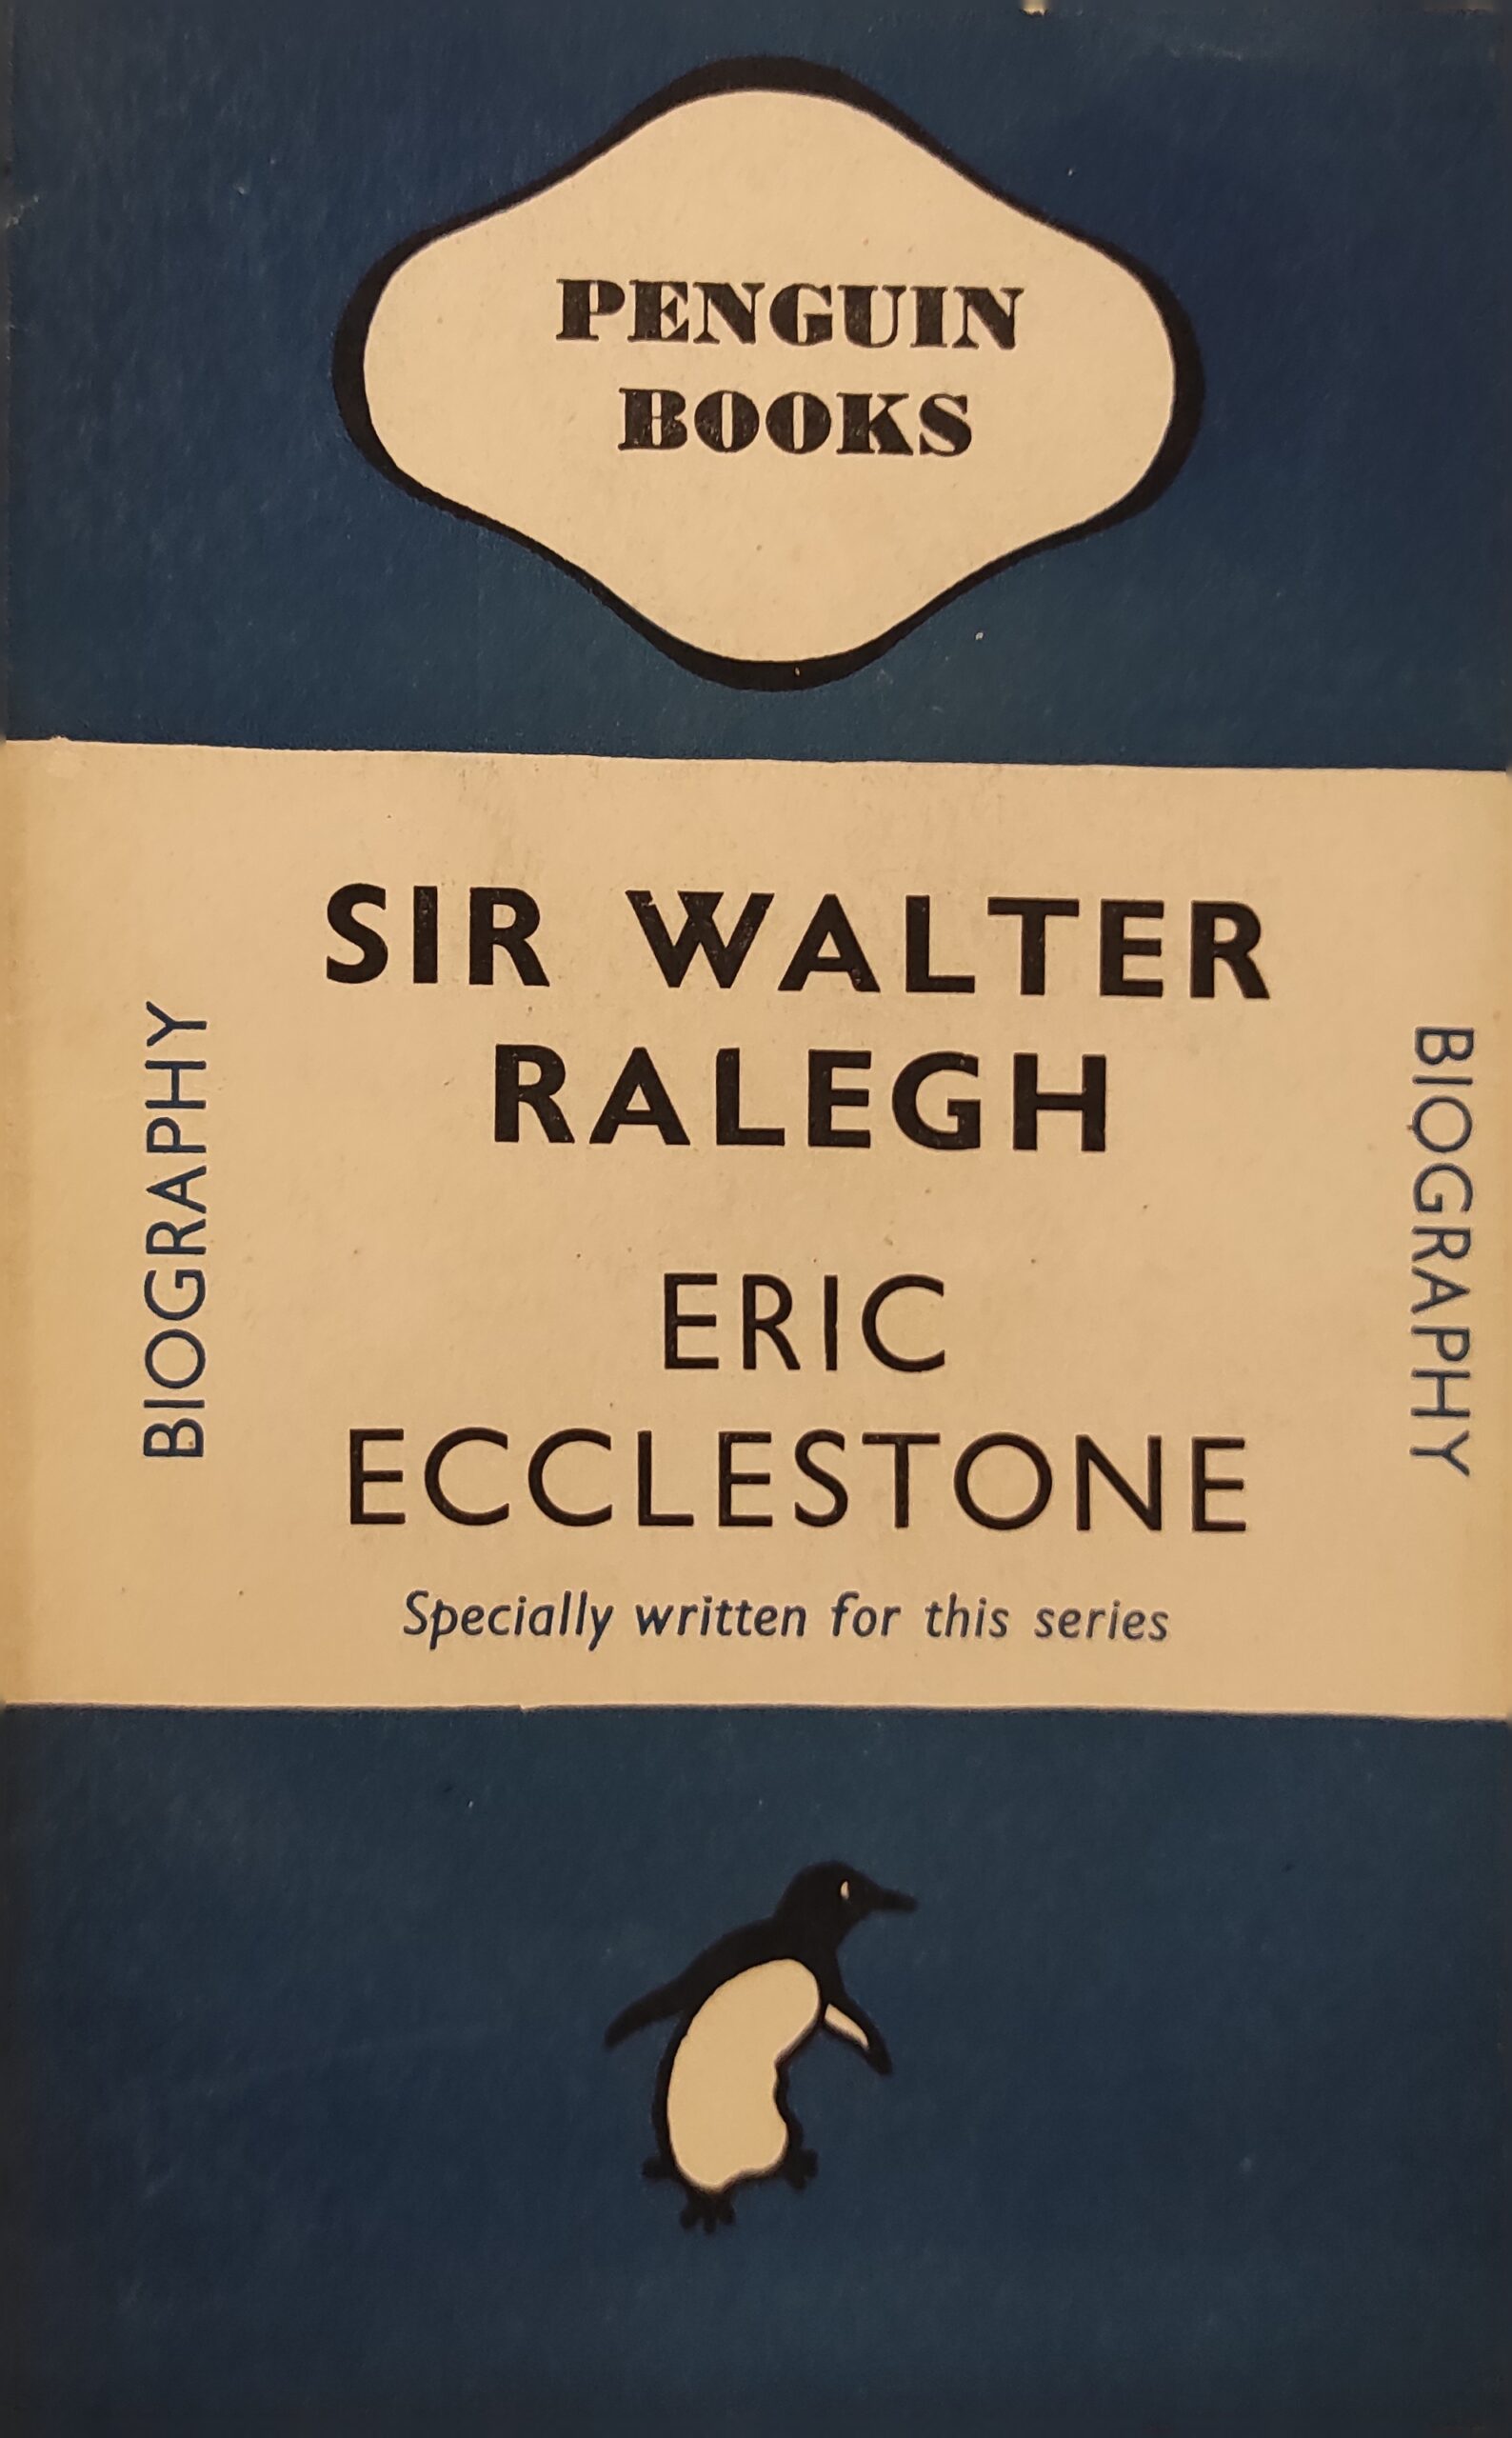 PENGUIN
BOOKS
SIR WALTER
RALEGH
BIOGRAPHY
BIOGRAPHY
ERIC
ECCLESTONE
Specially written for this series